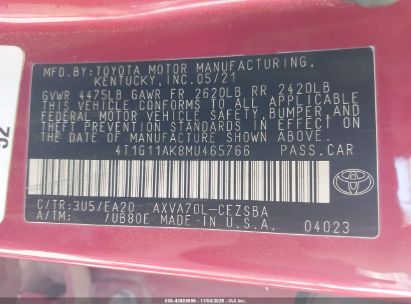 MFD. BY: TOYOTA MOTOR MANUFACTURING,
KENTUCKY, INC. 05/21
GVWR 4475LB GAWR FR 2620LB RR 2420LB
THIS VEHICLE CONFORMS TO ALL APPLICABLE
FEDERAL MOTOR VEHICLE SAFETY, BUMPER, AND
THEFT PREVENTION STANDARDS IN EFFECT ON
THE DATE OF MANUFACTURE SHOWN ABOVE.
4T1G11AK8MU465766 PASS.CAR
C/TR:3U5/EA20 AXVA70L-CEZSBA
A/TM: /UB80E MADE IN U.S.A.
04023
TOYOTA